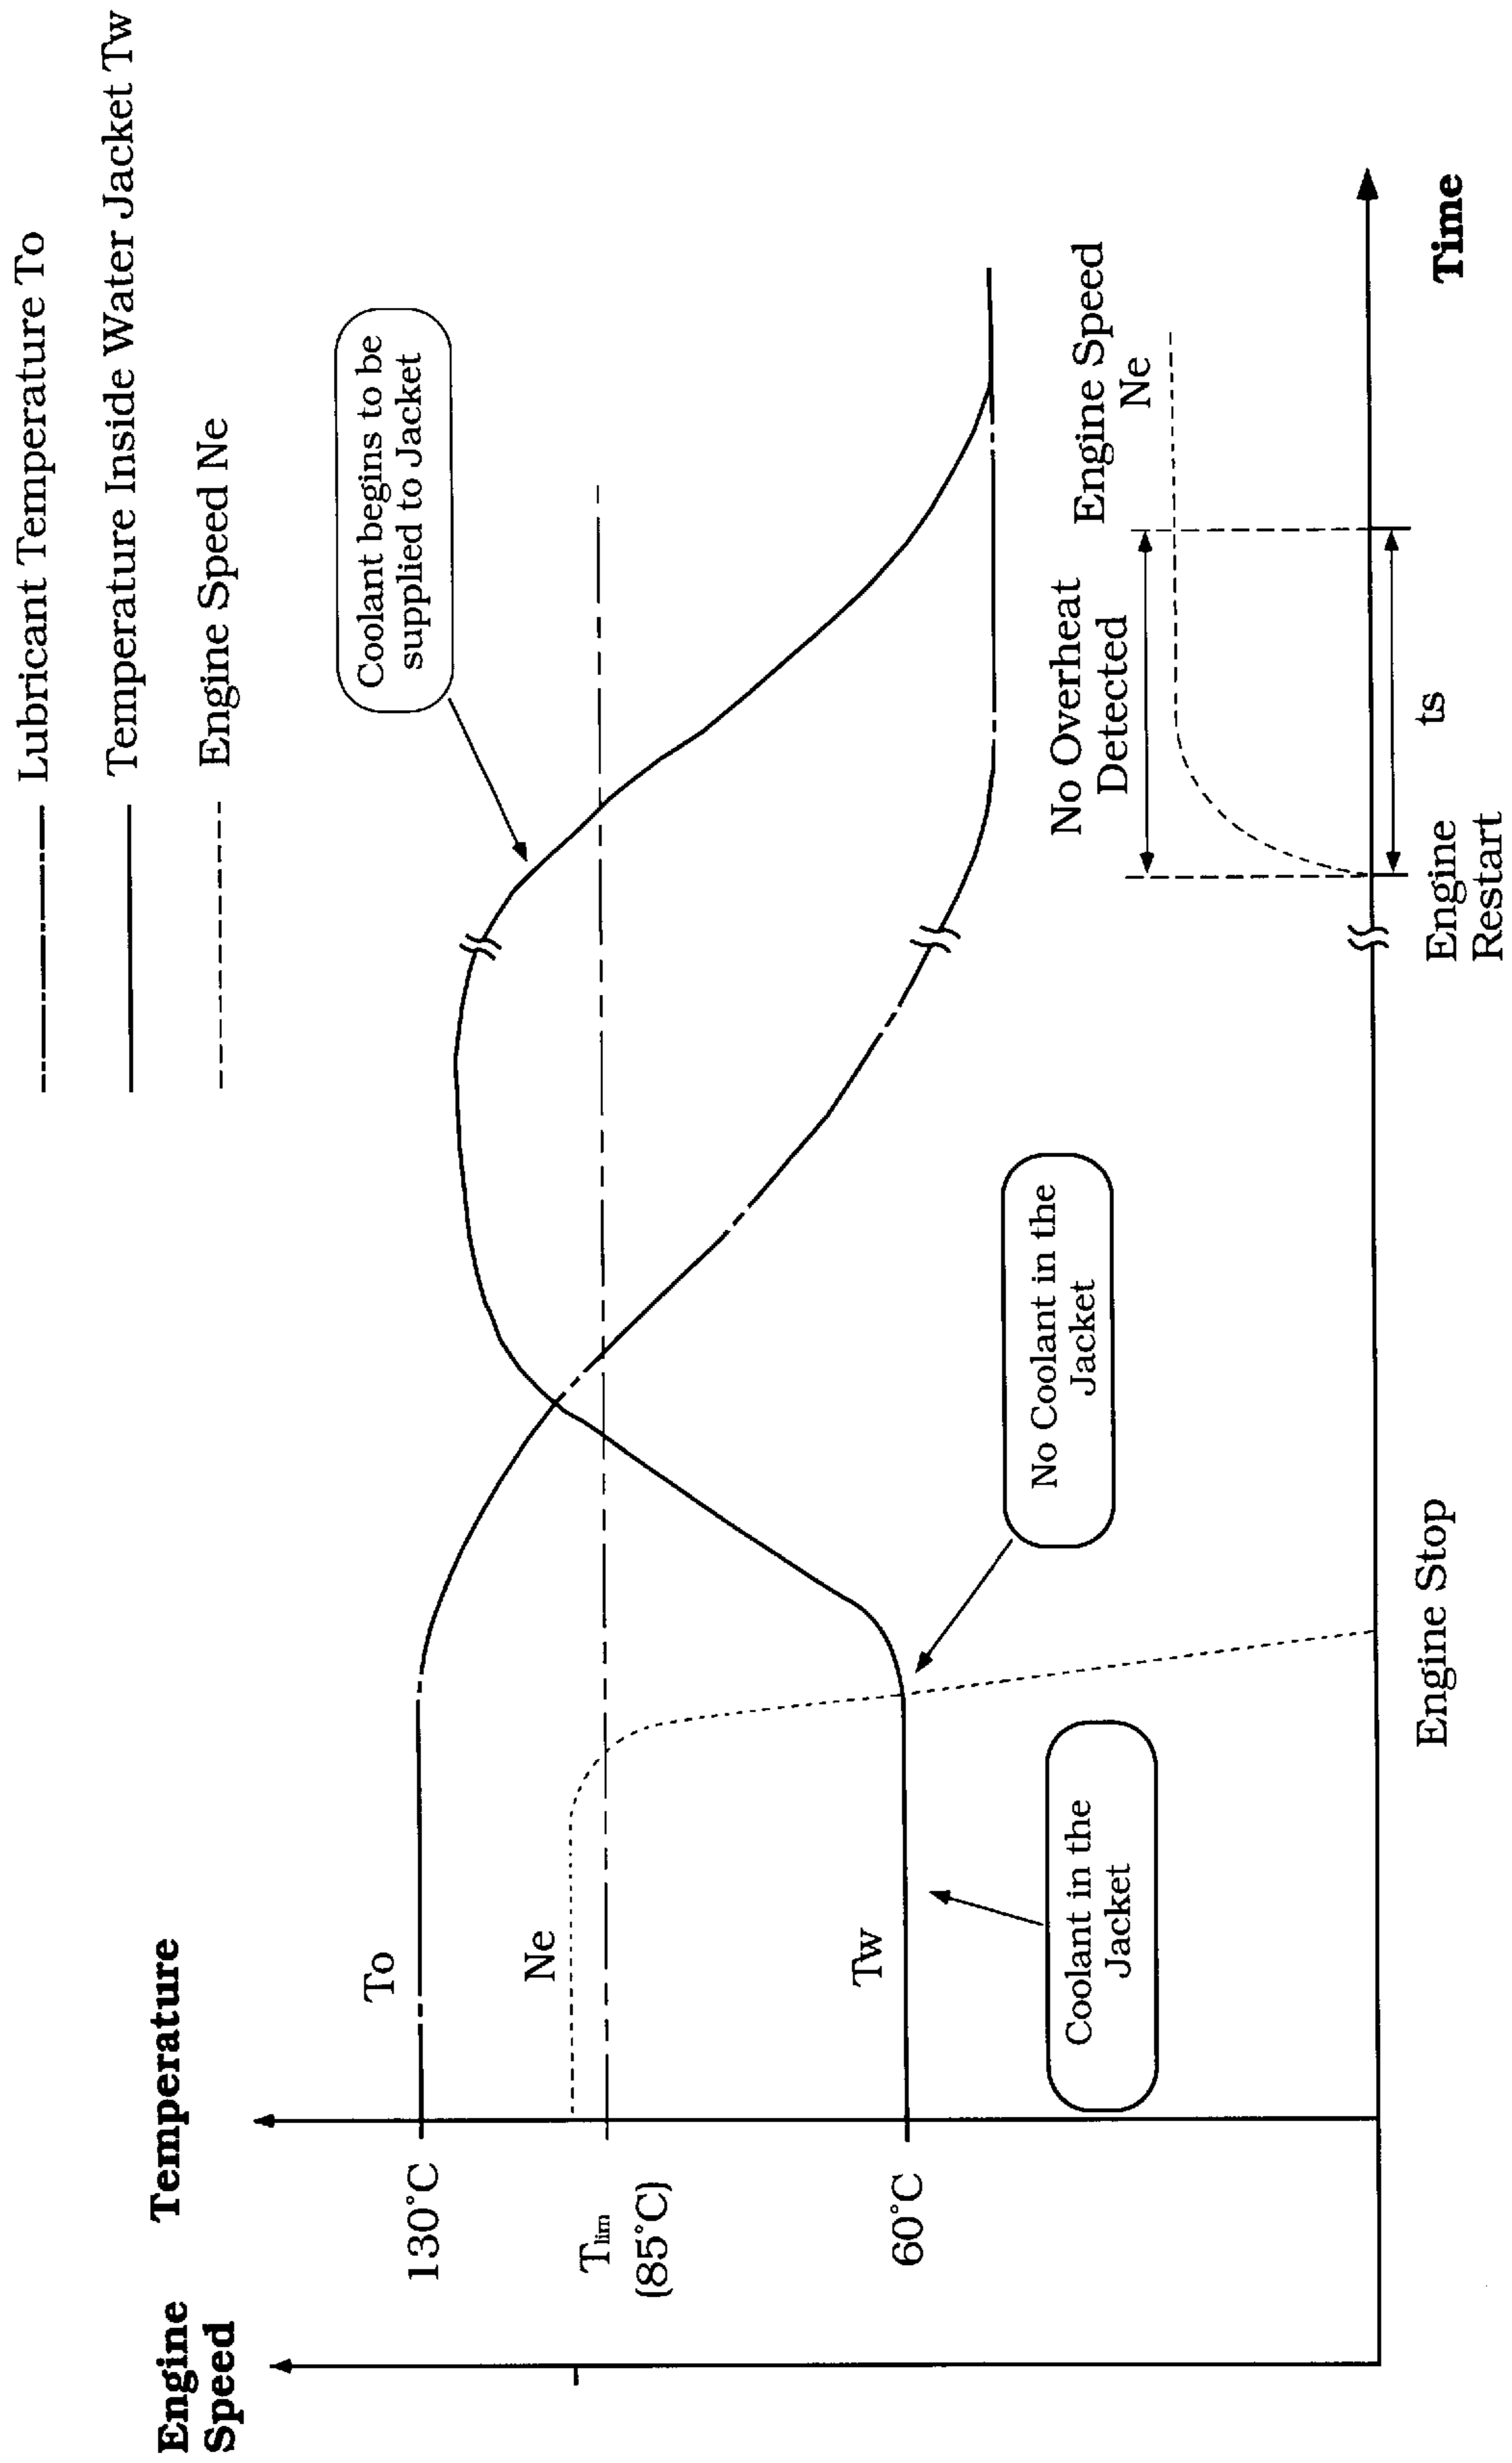 Lubricant Temperature To
Temperature Inside Water Jacket Tw
Engine Speed Ne
Engine
Speed
Temperature
130°C
Tlim
(85°C)
60°C
To
Ne
Tw
Coolant begins to be
supplied to Jacket
Coolant in the
Jacket
No Coolant in the
Jacket
No Overheat
Detected
Engine Speed
Ne
Engine Stop
Engine
Restart
ts
Time